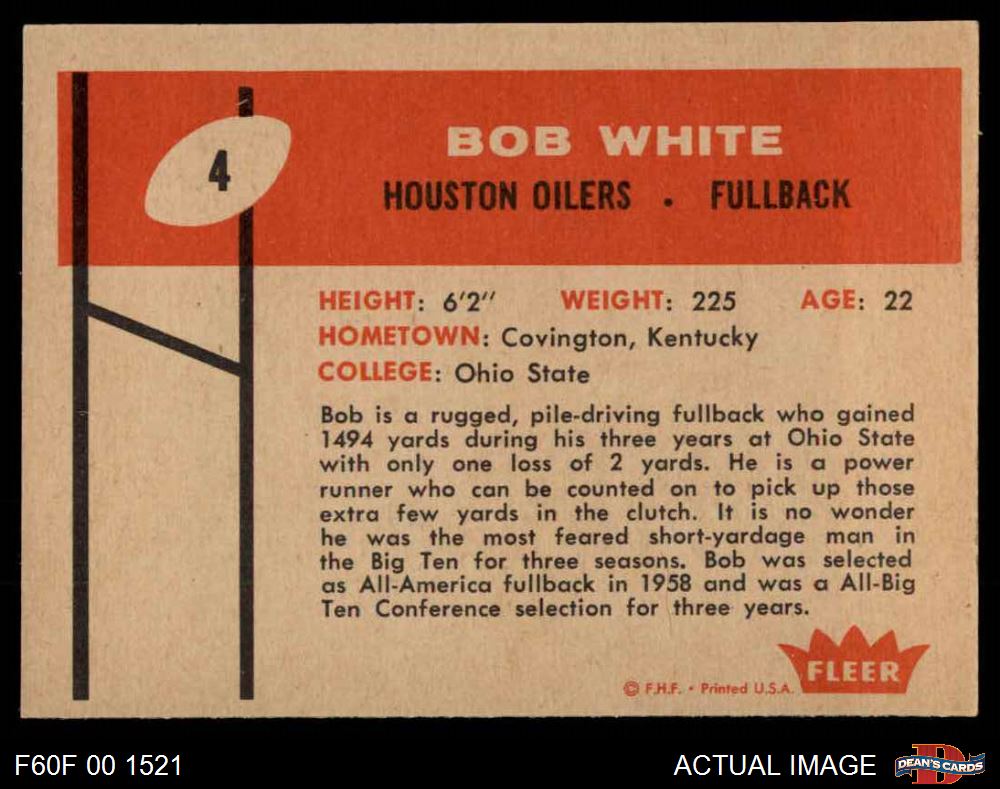 4
BOB WHITE
HOUSTON OILERS • FULLBACK
HEIGHT: 6'2" WEIGHT: 225 AGE: 22
HOMETOWN: Covington, Kentucky
COLLEGE: Ohio State
Bob is a rugged, pile-driving fullback who gained
1494 yards during his three years at Ohio State
with only one loss of 2 yards. He is a power
runner who can be counted on to pick up those
extra few yards in the clutch. It is no wonder
he was the most feared short-yardage man in
the Big Ten for three seasons. Bob was selected
as All-America fullback in 1958 and was a All-Big
Ten Conference selection for three years.
FLEER
© F.H.F. • Printed U.S.A.
F60F 00 1521
ACTUAL IMAGE
D
DEAN'S CARDS